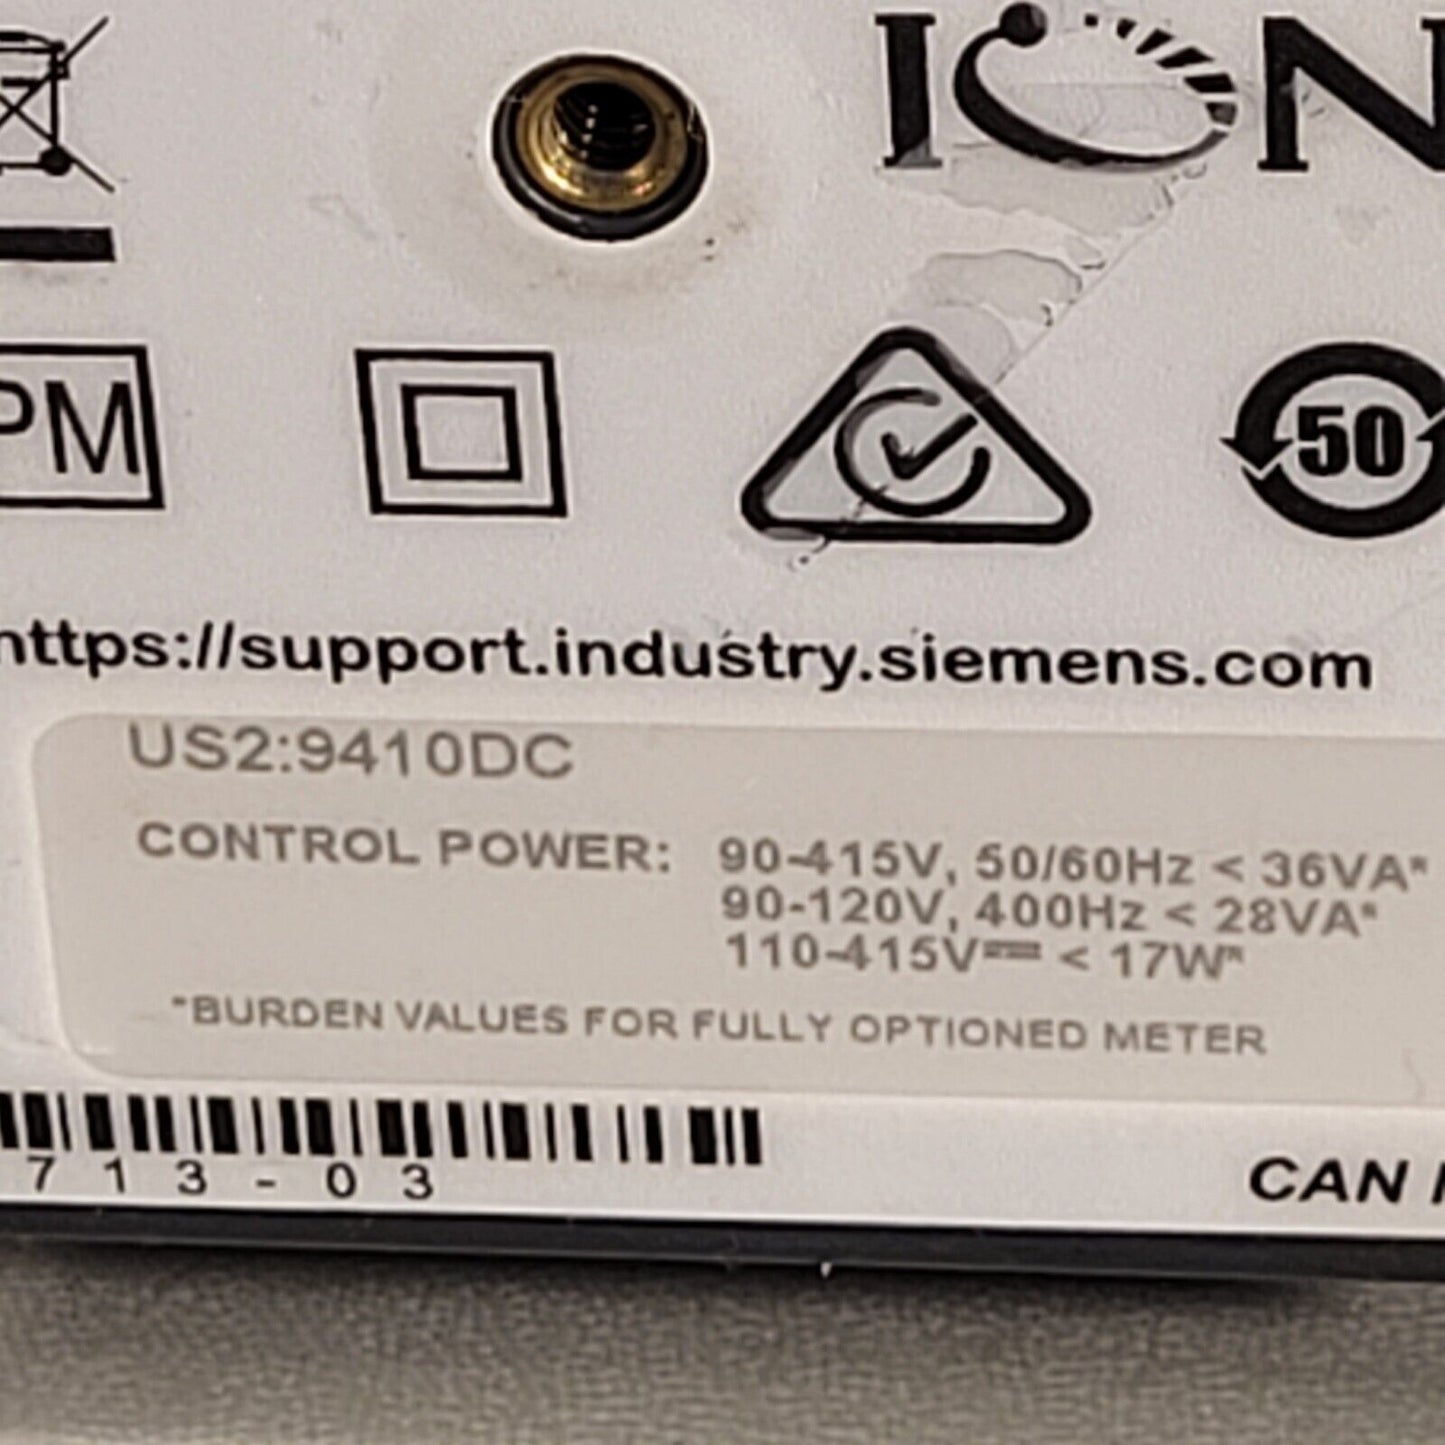 ION
PM
50
https://support.industry.siemens.com
US2:9410DC
CONTROL POWER: 90-415V, 50/60Hz < 36VA*
90-120V, 400Hz < 28VA*
110-415V⎓ < 17W*
*BURDEN VALUES FOR FULLY OPTIONED METER
713-03
CAN